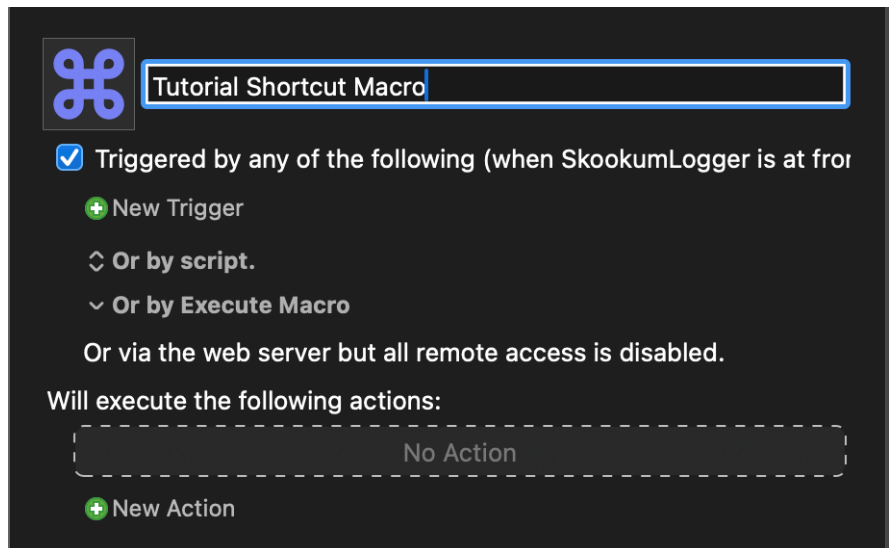 Tutorial Shortcut Macro
Triggered by any of the following (when SkookumLogger is at fror
New Trigger
Or by script.
Or by Execute Macro
Or via the web server but all remote access is disabled.
Will execute the following actions:
No Action
New Action